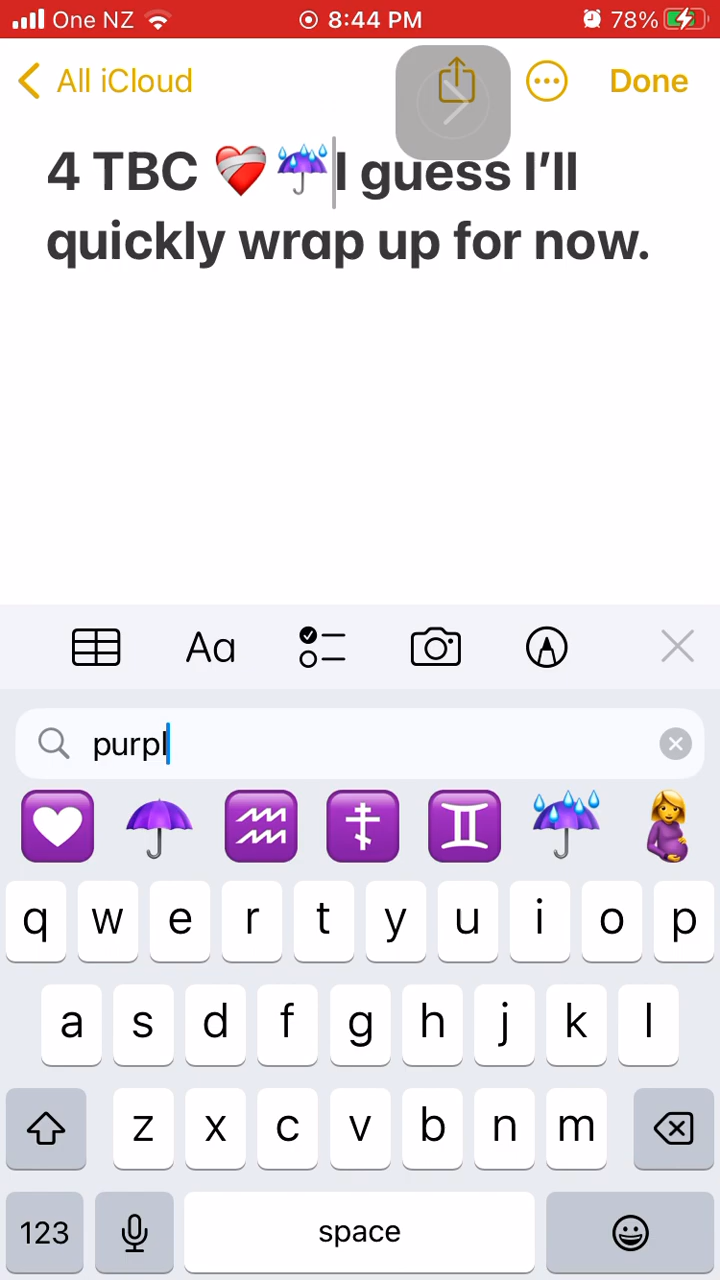 One NZ 8:44 PM 78%
All iCloud Done
4 TBC ❤️‍🩹☔I guess I’ll
quickly wrap up for now.
Aa
purpl
q w e r t y u i o p
a s d f g h j k l
z x c v b n m
123 space